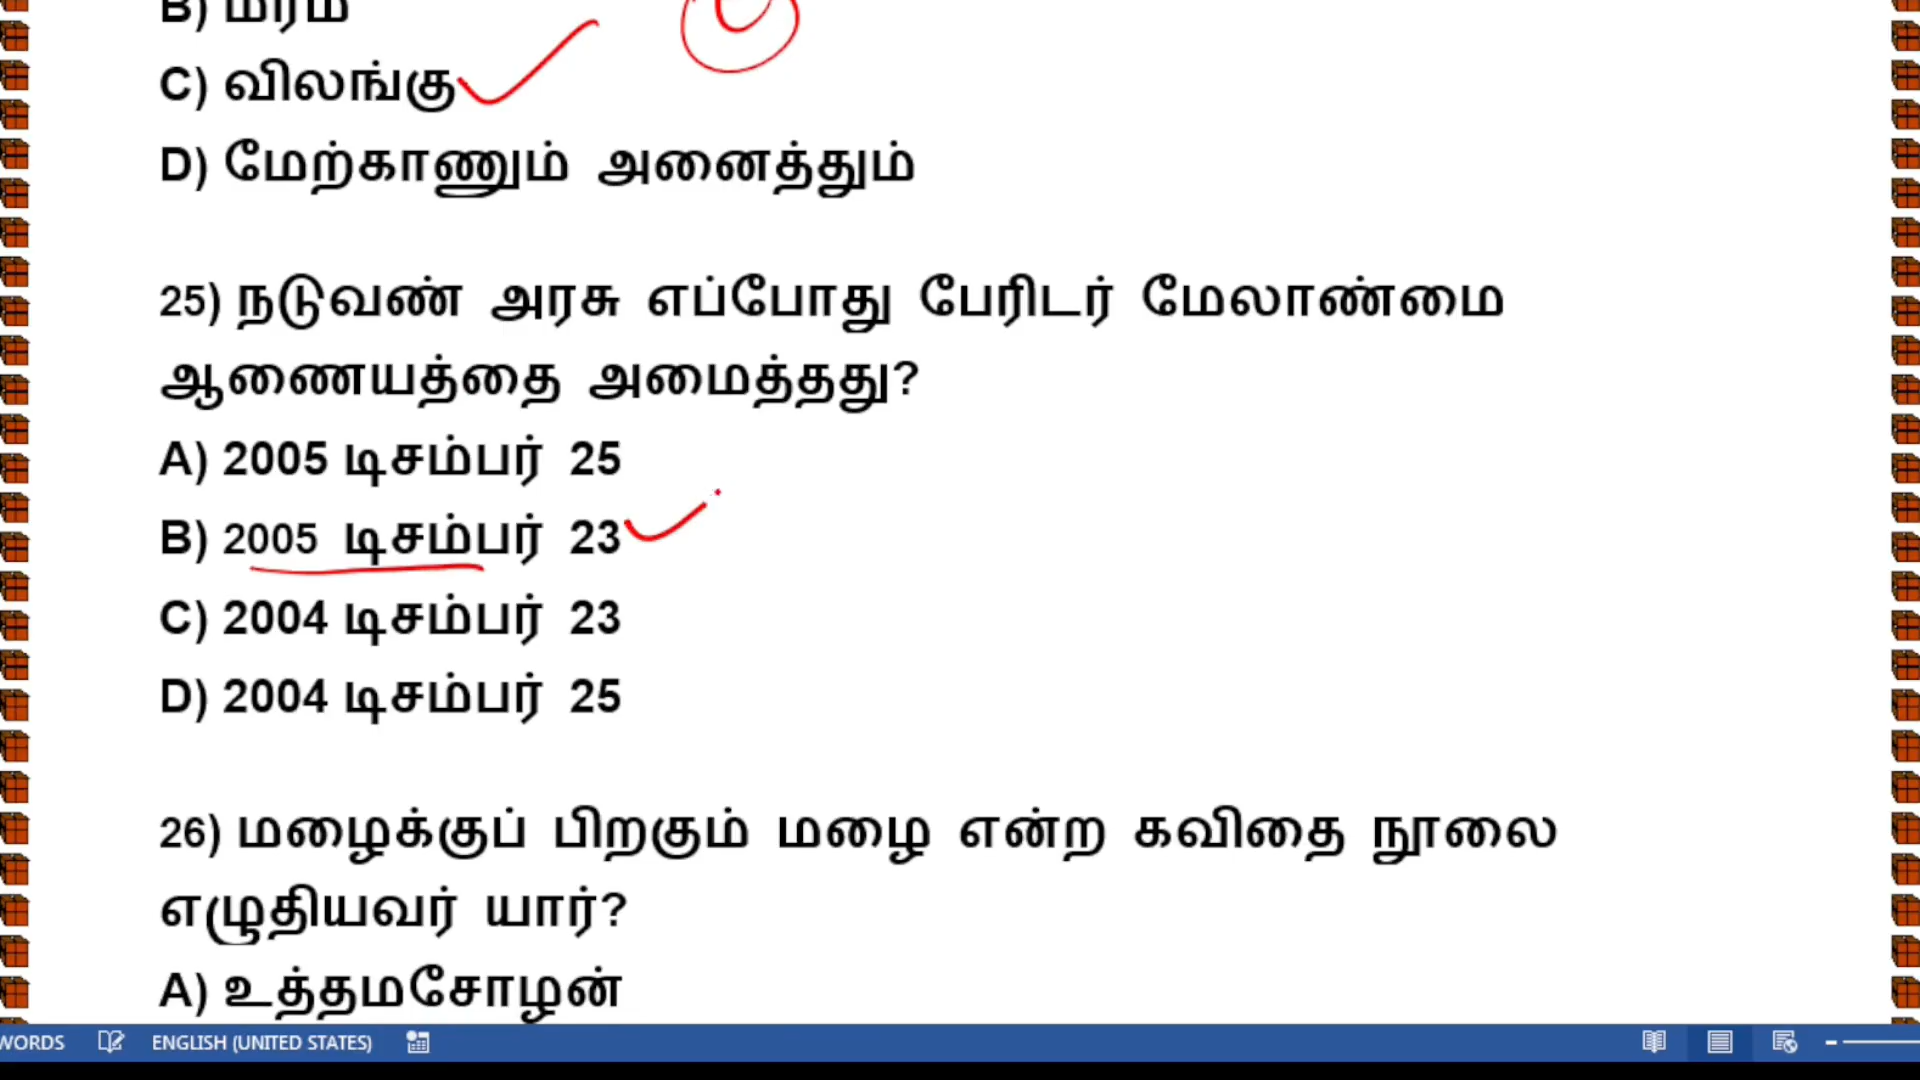 B) மரம்
C) விலங்கு
D) மேற்காணும் அனைத்தும்
25) நடுவண் அரசு எப்போது பேரிடர் மேலாண்மை
ஆணையத்தை அமைத்தது?
A) 2005 டிசம்பர் 25
B) 2005 டிசம்பர் 23
C) 2004 டிசம்பர் 23
D) 2004 டிசம்பர் 25
26) மழைக்குப் பிறகும் மழை என்ற கவிதை நூலை
எழுதியவர் யார்?
A) உத்தமசோழன்
WORDS ENGLISH (UNITED STATES)